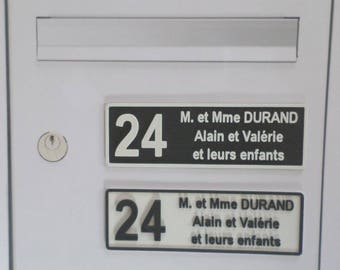 24 M. et Mme DURAND
Alain et Valérie
et leurs enfants
24 M. et Mme DURAND
Alain et Valérie
et leurs enfants